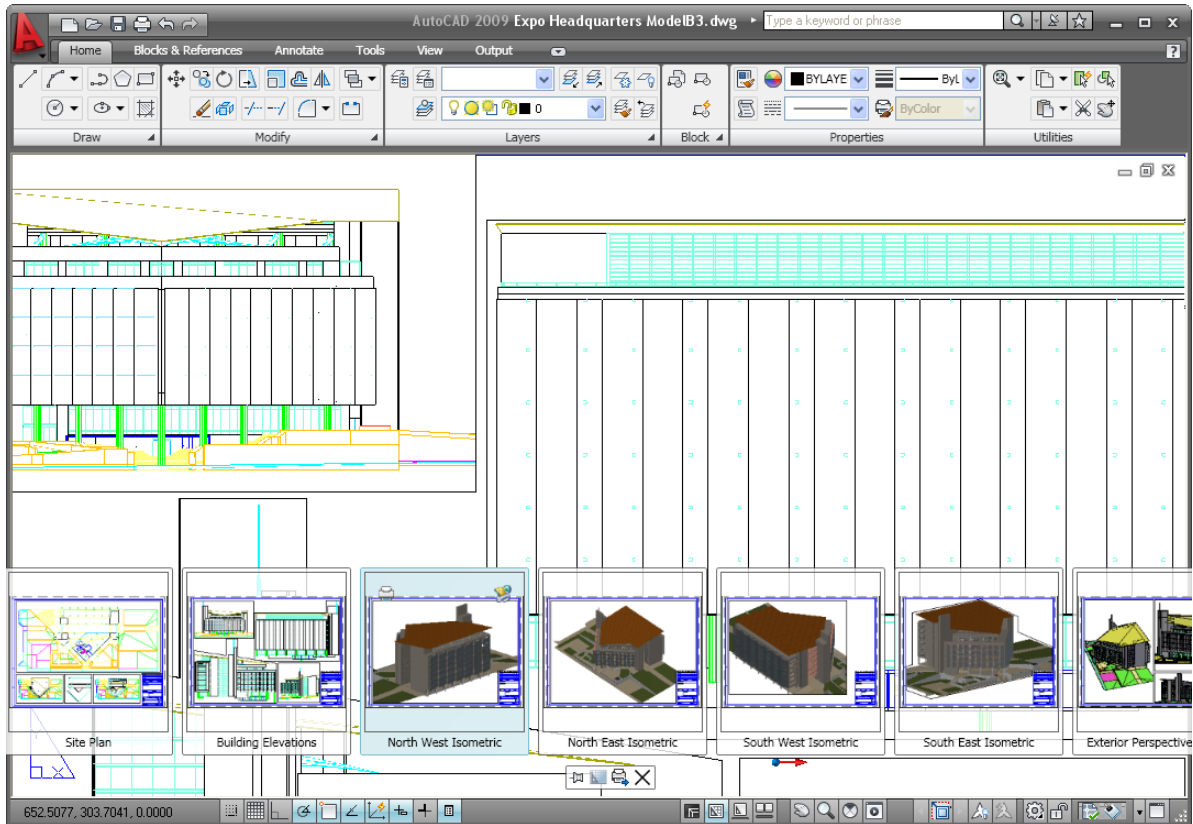 AutoCAD 2009 Expo Headquarters ModelB3.dwg
Type a keyword or phrase
Home Blocks & References Annotate Tools View Output
BYLAYE
ByL
0
ByColor
Draw Modify Layers Block Properties Utilities
Site Plan Building Elevations North West Isometric North East Isometric South West Isometric South East Isometric Exterior Perspective
652.5077, 303.7041, 0.0000